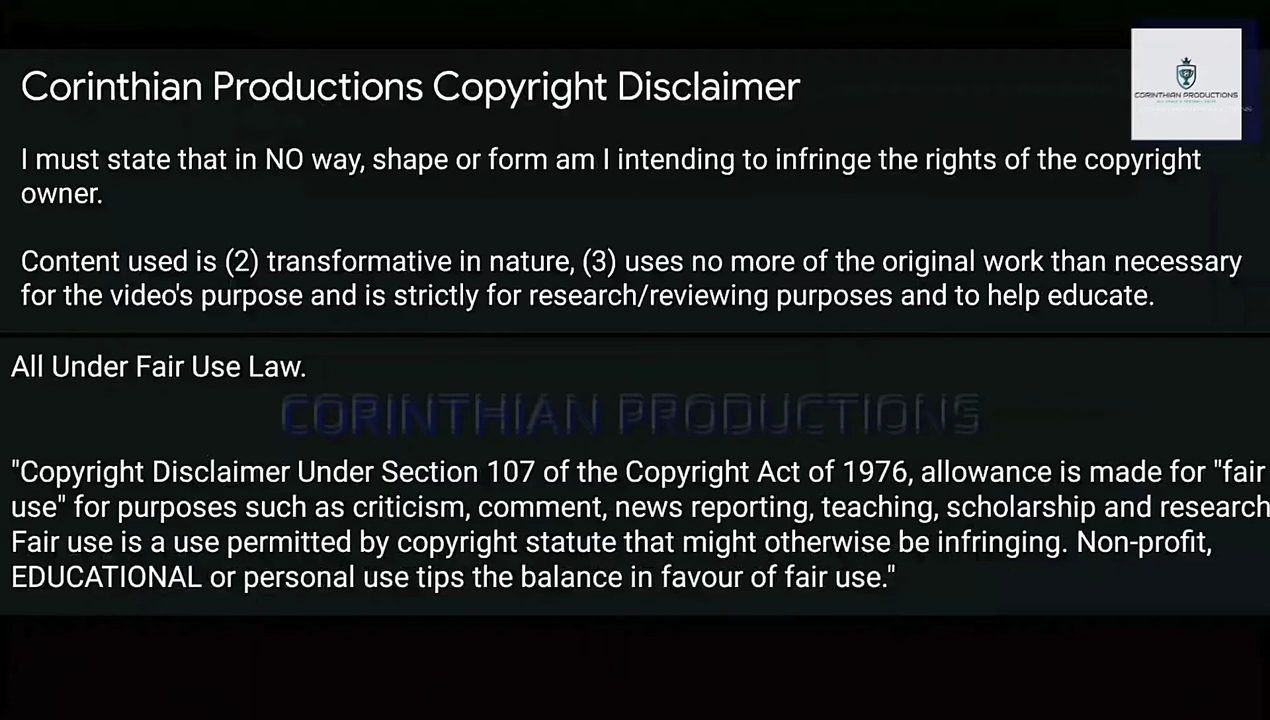 Corinthian Productions Copyright Disclaimer
CORINTHIAN PRODUCTIONS
I must state that in NO way, shape or form am I intending to infringe the rights of the copyright
owner.
Content used is (2) transformative in nature, (3) uses no more of the original work than necessary
for the video's purpose and is strictly for research/reviewing purposes and to help educate.
All Under Fair Use Law.
CORINTHIAN PRODUCTIONS
"Copyright Disclaimer Under Section 107 of the Copyright Act of 1976, allowance is made for "fair
use" for purposes such as criticism, comment, news reporting, teaching, scholarship and research
Fair use is a use permitted by copyright statute that might otherwise be infringing. Non-profit,
EDUCATIONAL or personal use tips the balance in favour of fair use."